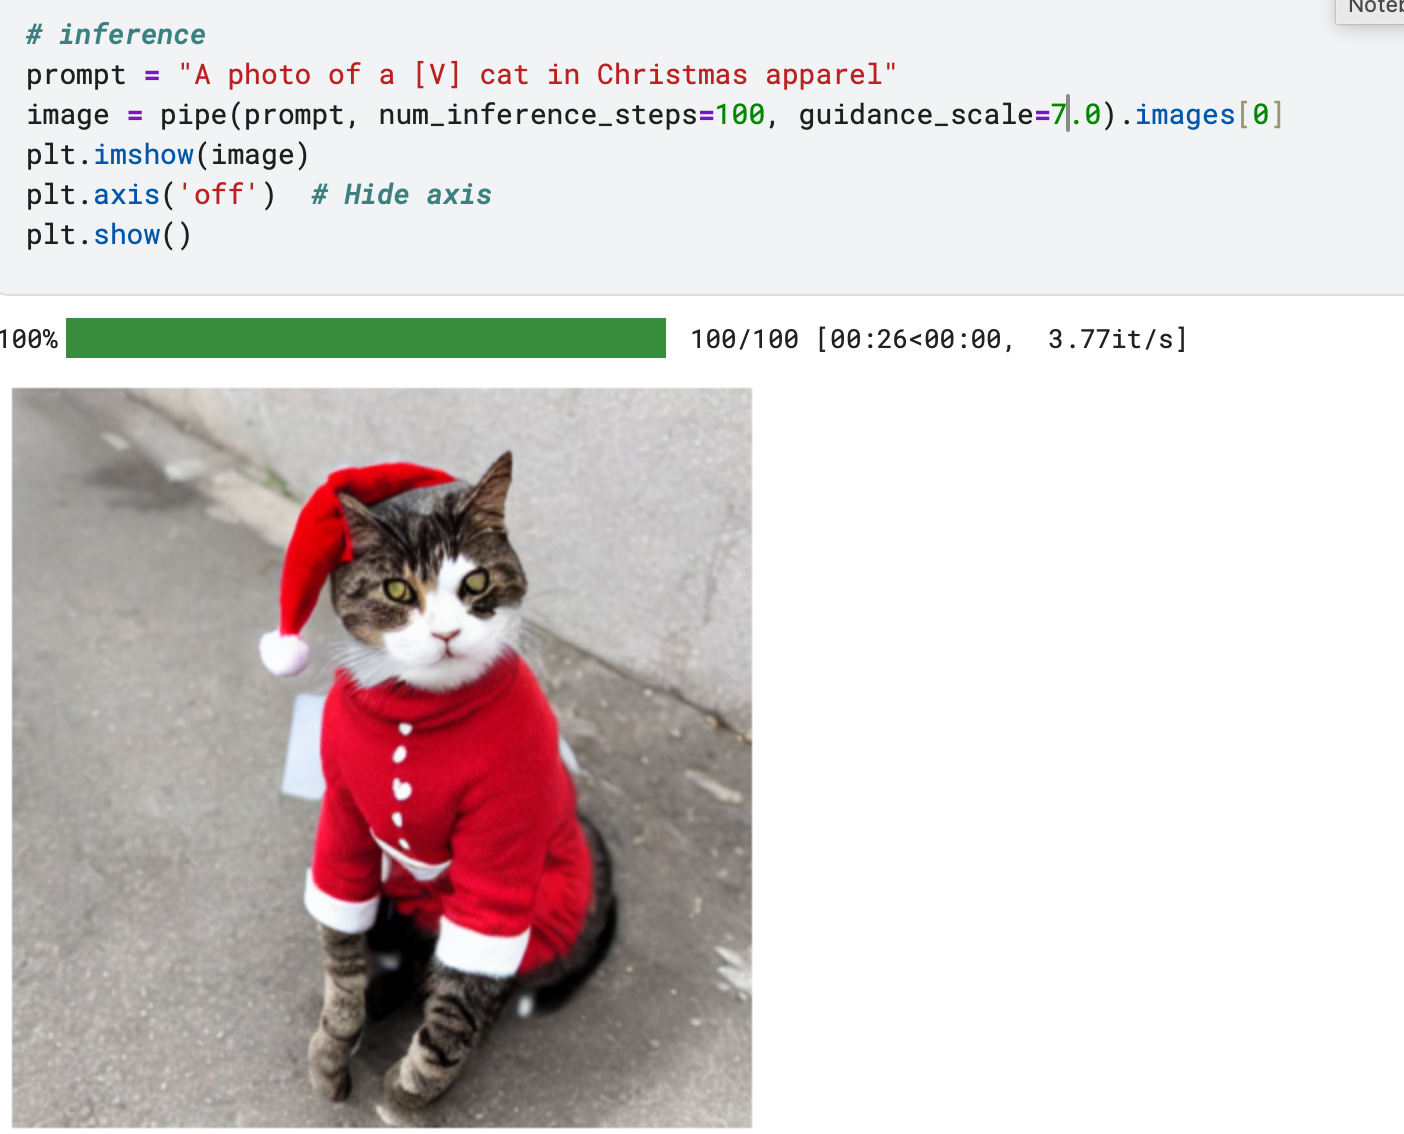 Noteb
# inference
prompt = "A photo of a [V] cat in Christmas apparel"
image = pipe(prompt, num_inference_steps=100, guidance_scale=7.0).images[0]
plt.imshow(image)
plt.axis('off')  # Hide axis
plt.show()
100% 100/100 [00:26<00:00,  3.77it/s]